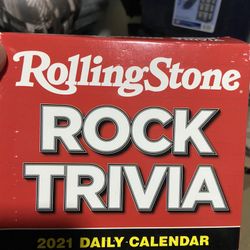 RollingStone
ROCK
TRIVIA
2021 DAILY CALENDAR